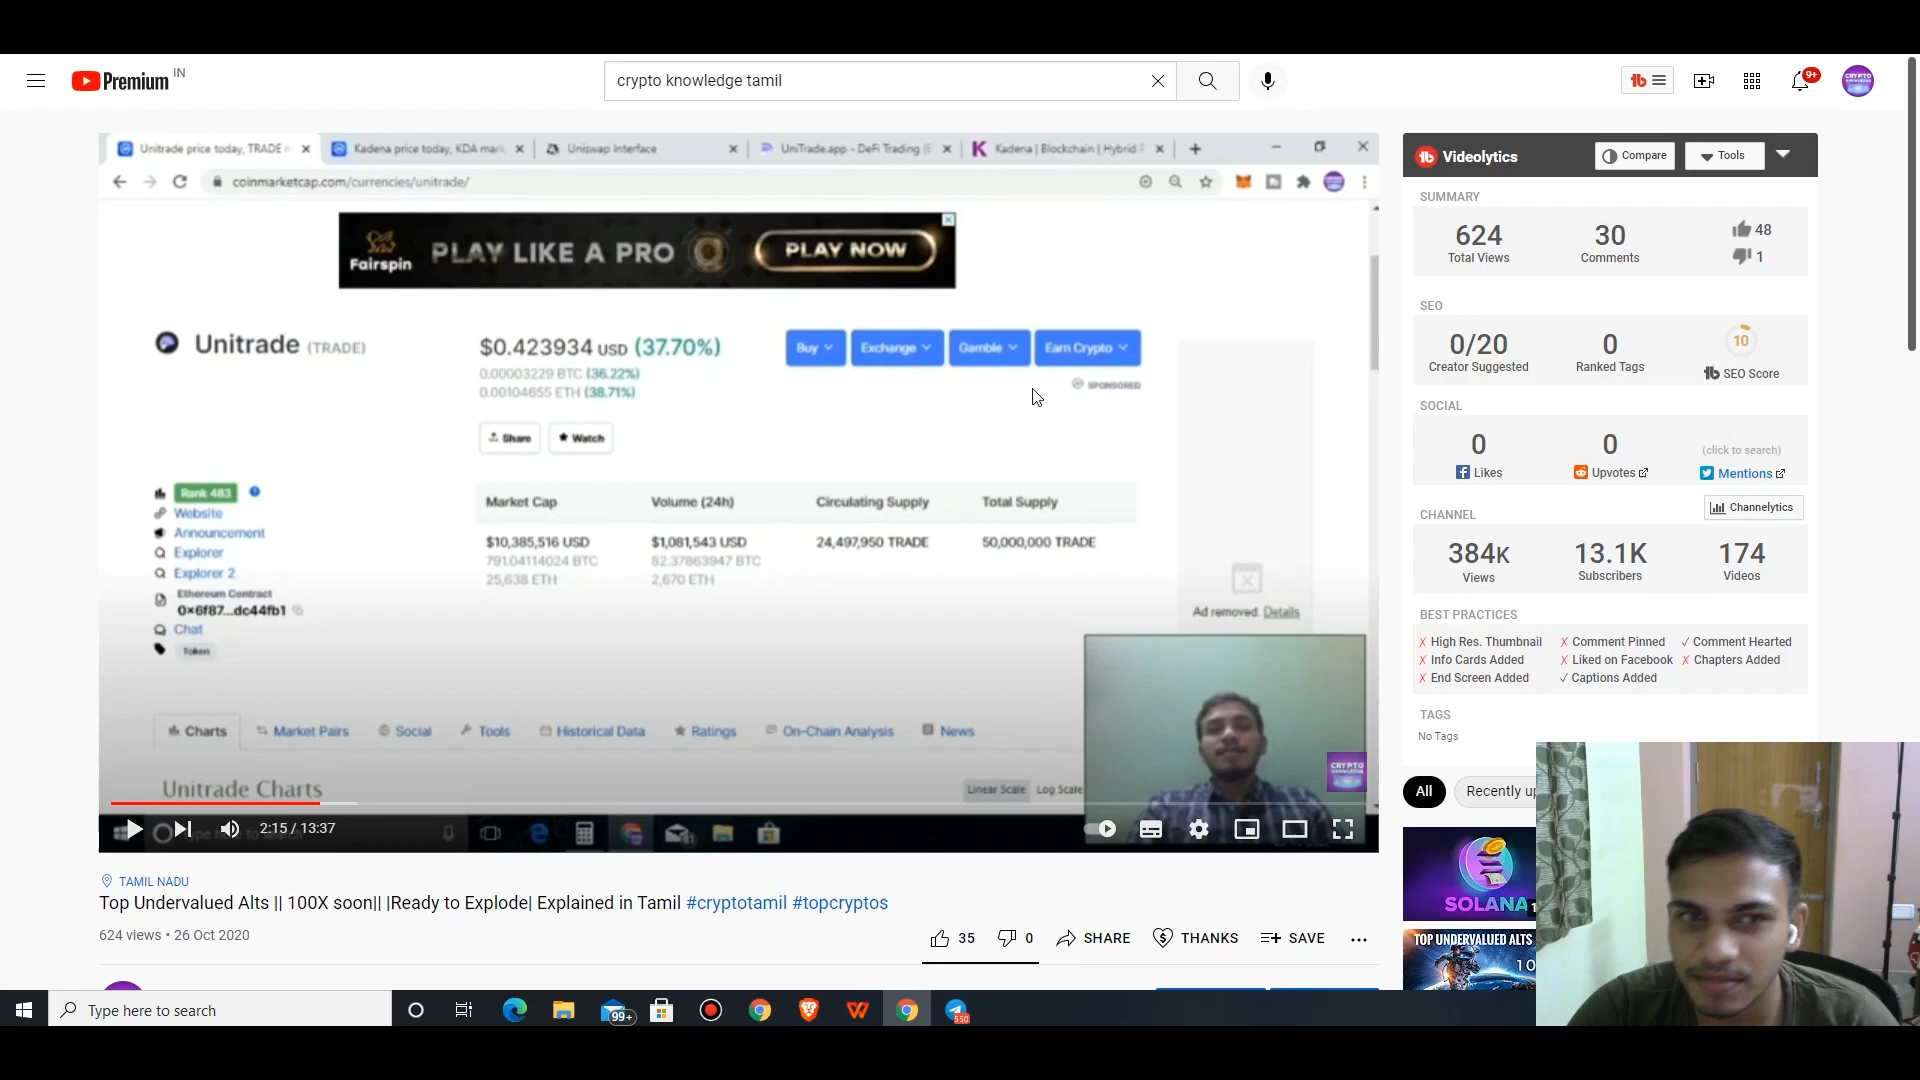 Premium IN
crypto knowledge tamil
9+
Unitrade price today, TRADE
Kadena price today, KDA mark
Uniswap Interface
UniTrade.app - DeFi Trading (E
Kadena | Blockchain | Hybrid P
coinmarketcap.com/currencies/unitrade/
Fairspin
PLAY LIKE A PRO
PLAY NOW
Unitrade (TRADE)
$0.423934 USD (37.70%)
0.00003229 BTC (36.22%)
0.00104655 ETH (38.71%)
Buy
Exchange
Gamble
Earn Crypto
SPONSORED
Share
Watch
Rank 483
Website
Announcement
Explorer
Explorer 2
Ethereum Contract
0x6f87...dc44fb1
Chat
Token
Market Cap
Volume (24h)
Circulating Supply
Total Supply
$10,385,516 USD
$1,081,543 USD
24,497,950 TRADE
50,000,000 TRADE
791.04114024 BTC
82.37863947 BTC
25,638 ETH
2,670 ETH
Ad removed. Details
Charts
Market Pairs
Social
Tools
Historical Data
Ratings
On-Chain Analysis
News
Unitrade Charts
Linear Scale
Log Scale
CRYPTO
2:15 / 13:37
TAMIL NADU
Top Undervalued Alts || 100X soon|| |Ready to Explode| Explained in Tamil #cryptotamil #topcryptos
624 views • 26 Oct 2020
35
0
SHARE
THANKS
SAVE
Videolytics
Compare
Tools
SUMMARY
624
Total Views
30
Comments
48
1
SEO
0/20
Creator Suggested
0
Ranked Tags
10
SEO Score
SOCIAL
0
Likes
0
Upvotes
(click to search)
Mentions
CHANNEL
Channelytics
384K
Views
13.1K
Subscribers
174
Videos
BEST PRACTICES
X High Res. Thumbnail
X Comment Pinned
✓ Comment Hearted
X Info Cards Added
X Liked on Facebook
X Chapters Added
X End Screen Added
✓ Captions Added
TAGS
No Tags
All
Recently up
SOLANA
TOP UNDERVALUED ALTS
10
Type here to search
99+
550